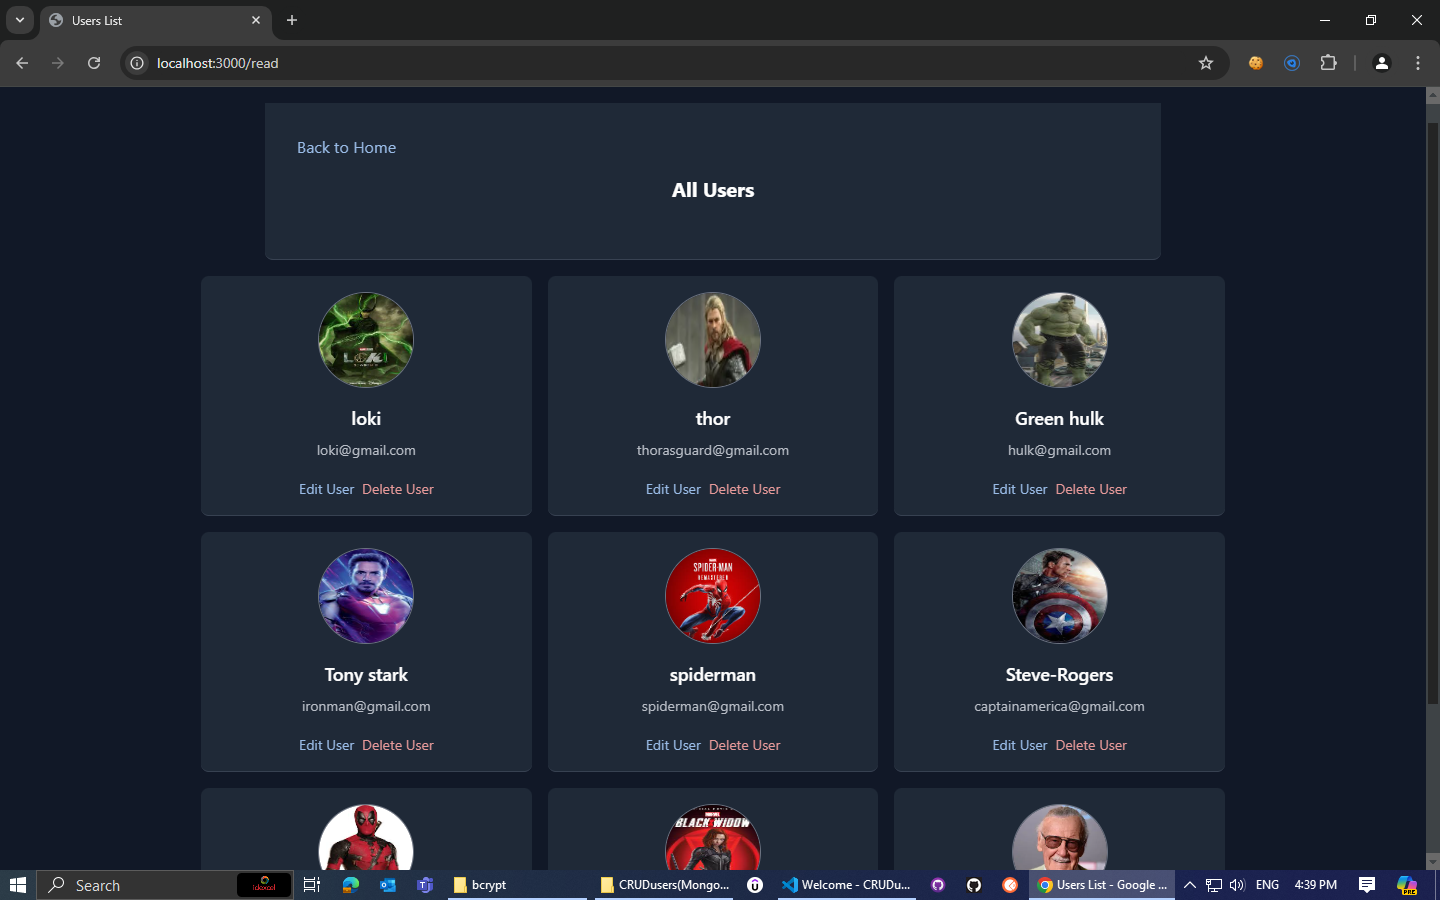 Users List
localhost:3000/read
Back to Home
All Users
LOKI
loki
loki@gmail.com
Edit User Delete User
thor
thorasguard@gmail.com
Edit User Delete User
Green hulk
hulk@gmail.com
Edit User Delete User
Tony stark
ironman@gmail.com
Edit User Delete User
SPIDER-MAN
REMASTERED
spiderman
spiderman@gmail.com
Edit User Delete User
Steve-Rogers
captainamerica@gmail.com
Edit User Delete User
BLACK WIDOW
Search
bcrypt
CRUDusers(Mongo...
Welcome - CRUDu...
Users List - Google ...
ENG
4:39 PM
PRE